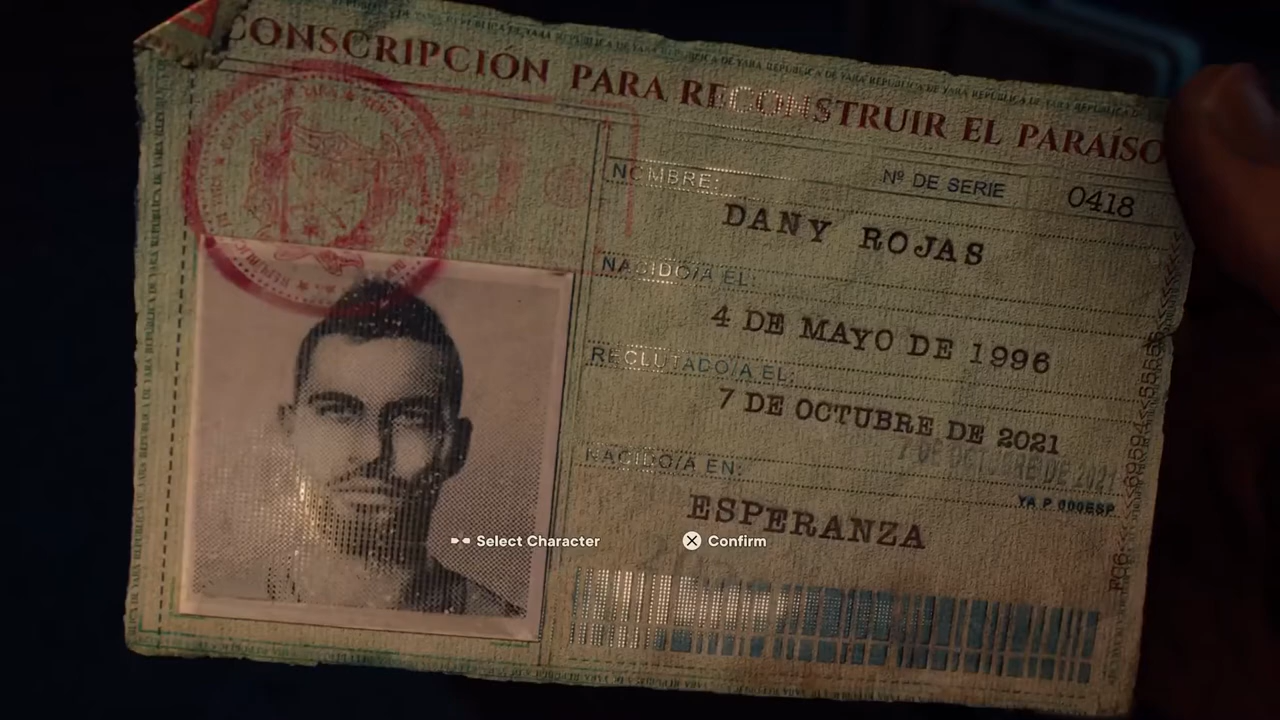 CONSCRIPCIÓN PARA RECONSTRUIR EL PARAÍSO
NOMBRE:
Nº DE SERIE
0418
DANY ROJAS
NACIDO/A EL:
4 DE MAYO DE 1996
RECLUTADO/A EL:
7 DE OCTUBRE DE 2021
7 DE OCTUBRE DE 2021
NACIDO/A EN:
YA P 000ESP
ESPERANZA
Select Character
Confirm